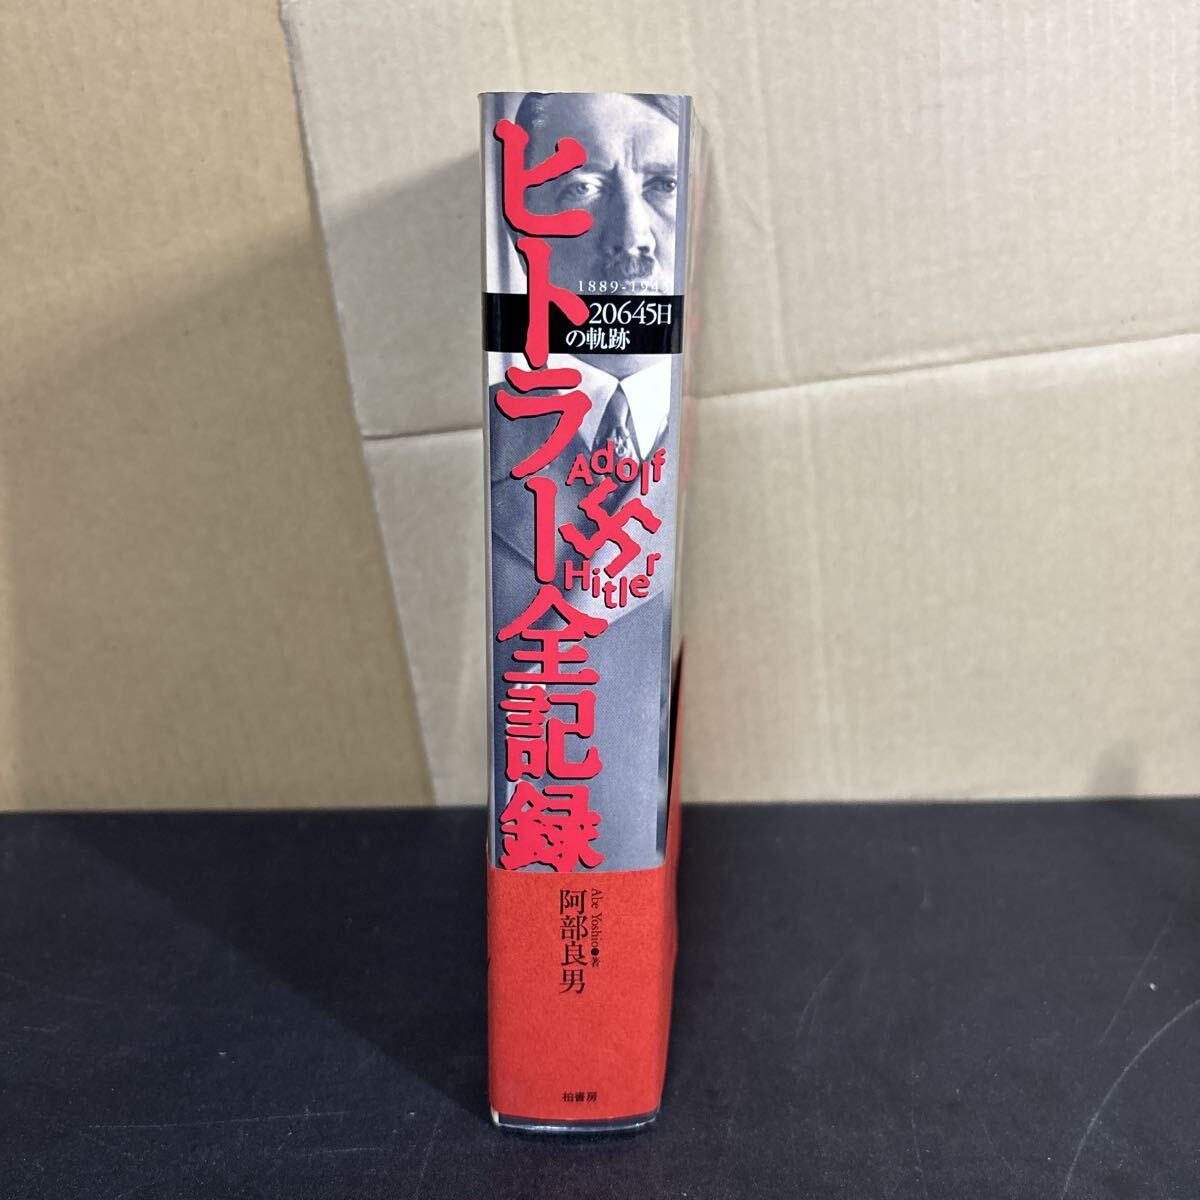 ヒトラー全記録
1889-1945
20645日
の軌跡
Adolf
Hitler
Abe Yoshio●著
阿部良男
柏書房